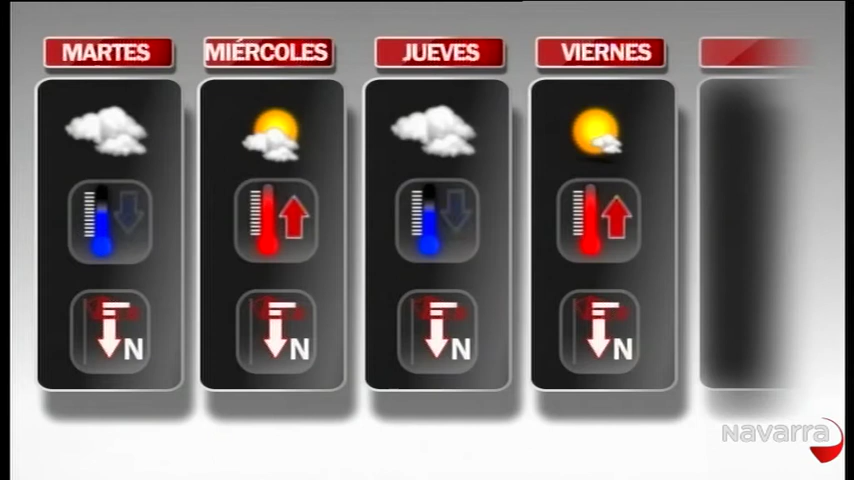 MARTES
MIÉRCOLES
JUEVES
VIERNES
N
N
N
N
Navarra